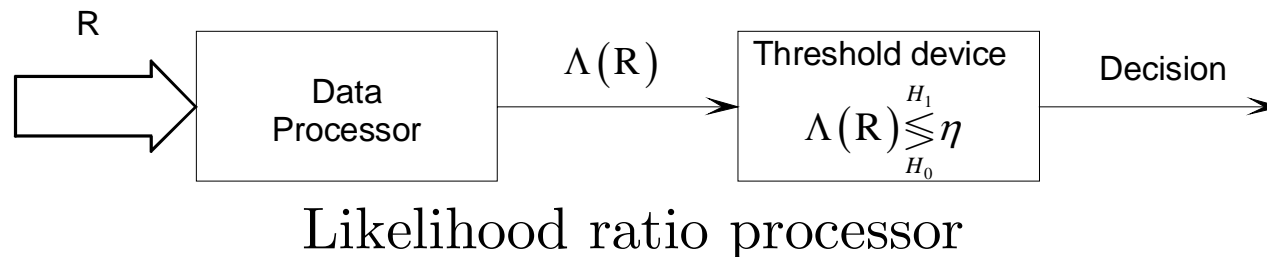 R
Data
Processor
Λ(R)
Threshold device
H₁
Λ(R) ≶ η
H₀
Decision
Likelihood ratio processor